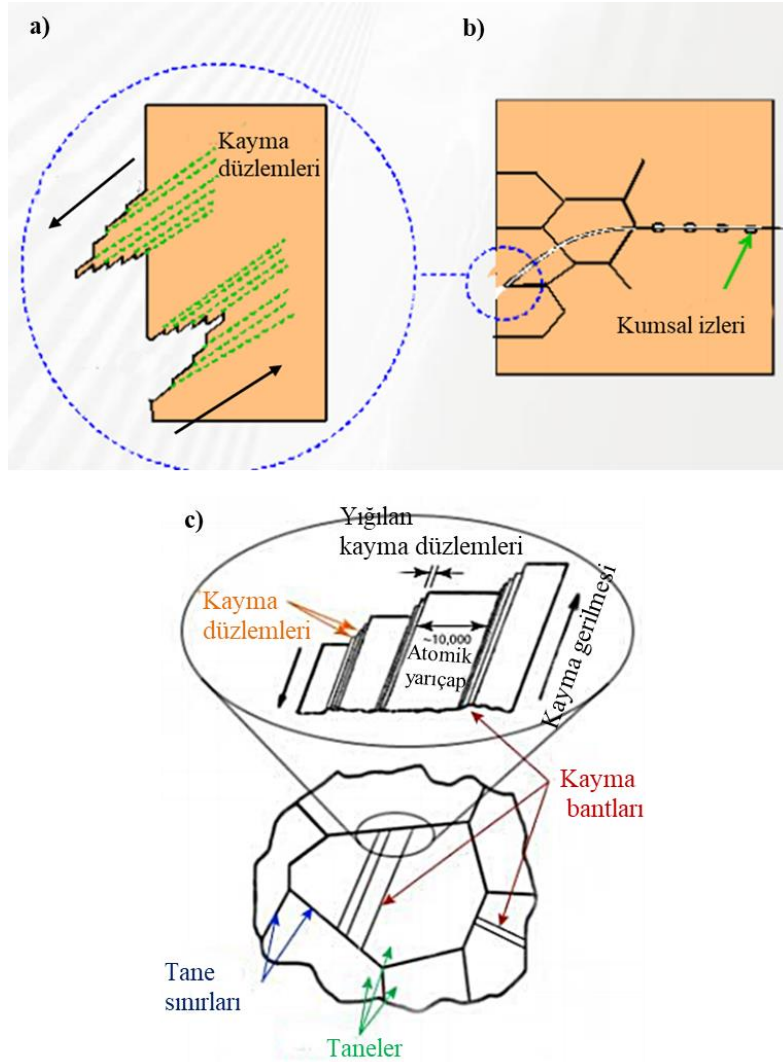 a)
Kayma
düzlemleri
b)
Kumsal izleri
c)
Yığılan
kayma düzlemleri
Kayma
düzlemleri
~10,000
Atomik
yarıçap
Kayma gerilmesi
Kayma
bantları
Tane
sınırları
Taneler